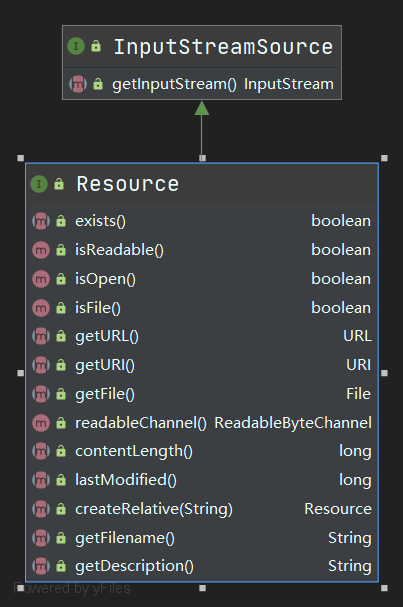 I InputStreamSource
m getInputStream() InputStream
I Resource
m exists() boolean
m isReadable() boolean
m isOpen() boolean
m isFile() boolean
m getURL() URL
m getURI() URI
m getFile() File
m readableChannel() ReadableByteChannel
m contentLength() long
m lastModified() long
m createRelative(String) Resource
m getFilename() String
m getDescription() String
Powered by yFiles